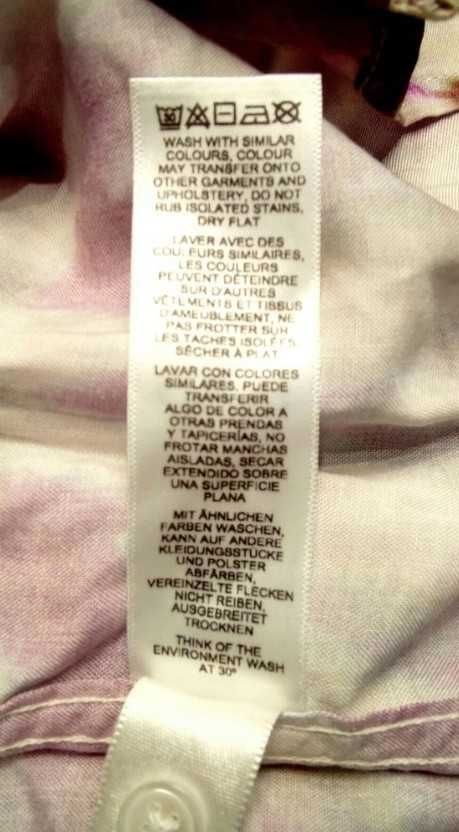 WASH WITH SIMILAR
COLOURS, COLOUR
MAY TRANSFER ONTO
OTHER GARMENTS AND
UPHOLSTERY, DO NOT
RUB ISOLATED STAINS,
DRY FLAT
LAVER AVEC DES
COULEURS SIMILAIRES,
LES COULEURS
PEUVENT DÉTEINDRE
SUR D'AUTRES
VÊTEMENTS ET TISSUS
D'AMEUBLEMENT, NE
PAS FROTTER SUR
LES TACHES ISOLÉES,
SÉCHER À PLAT
LAVAR CON COLORES
SIMILARES. PUEDE
TRANSFERIR
ALGO DE COLOR A
OTRAS PRENDAS
Y TAPICERÍAS, NO
FROTAR MANCHAS
AISLADAS, SECAR
EXTENDIDO SOBRE
UNA SUPERFICIE
PLANA
MIT ÄHNLICHEN
FARBEN WASCHEN,
KANN AUF ANDERE
KLEIDUNGSSTÜCKE
UND POLSTER
ABFÄRBEN,
VEREINZELTE FLECKEN
NICHT REIBEN,
AUSGEBREITET
TROCKNEN
THINK OF THE
ENVIRONMENT WASH
AT 30°